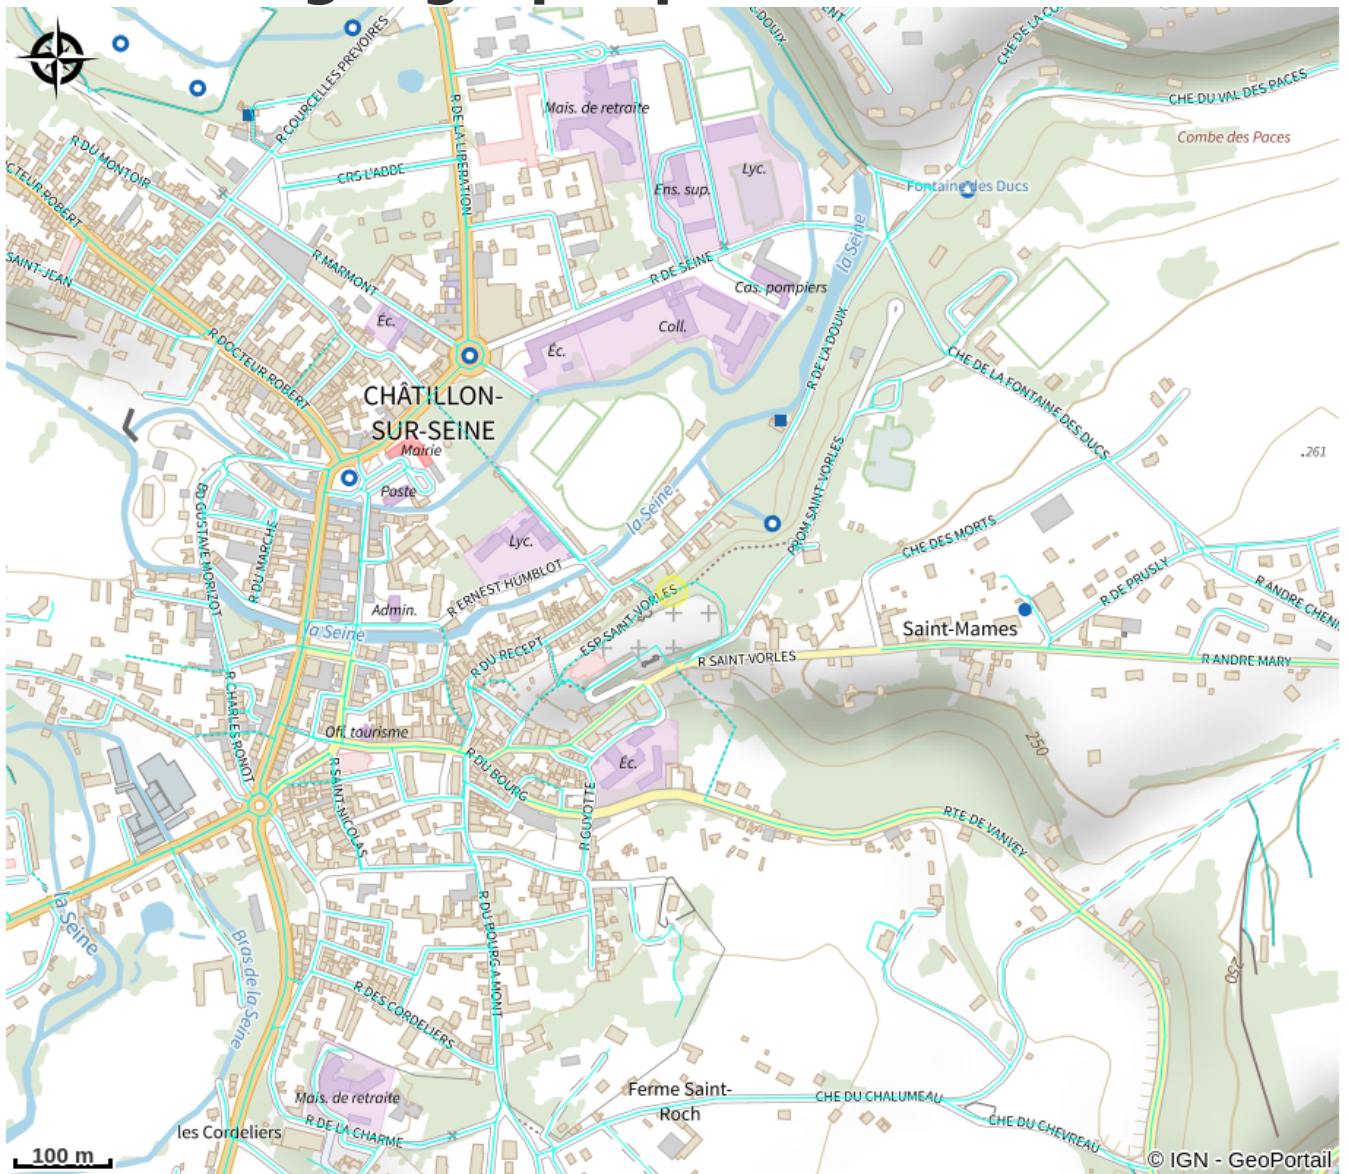 R COURCELLES PREVOIRES
R DE LA LIBERATION
Mais. de retraite
CHE DU VAL DES PACES
Combe des Paces
R DU MONTOIR
CRS L'ABBE
Ens. sup.
Lyc.
Fontaine des Ducs
SAINT-JEAN
R MARMONT
R DE SEINE
la Seine
Cas. pompiers
Éc.
Coll.
Éc.
R DOCTEUR ROBERT
R DE LA DOUIX
CHE DE LA FONTAINE DES DUCS
CHÂTILLON-
SUR-SEINE
Mairie
Poste
.261
PROM SAINT-VORLES
la Seine
CHE DES MORTS
R DU MARCHE
Lyc.
R ERNEST HUMBLOT
R DE PRUSLY
Admin.
la Seine
ESP SAINT-VORLES
Saint-Mames
R DU RECEPT
R SAINT-VORLES
R ANDRE MARY
R CHARLES RONOT
Off. tourisme
250
R DU BOURG
Éc.
R SAINT-NICOLAS
R GUYOTTE
RTE DE VANVEY
la Seine
Bras de la Seine
R DU BOURG A MONT
250
R DES CORDELIERS
Mais. de retraite
Ferme Saint-
Roch
CHE DU CHALUMEAU
CHE DU CHEVREAU
les Cordeliers
R DE LA CHARME
100 m
© IGN - GeoPortail